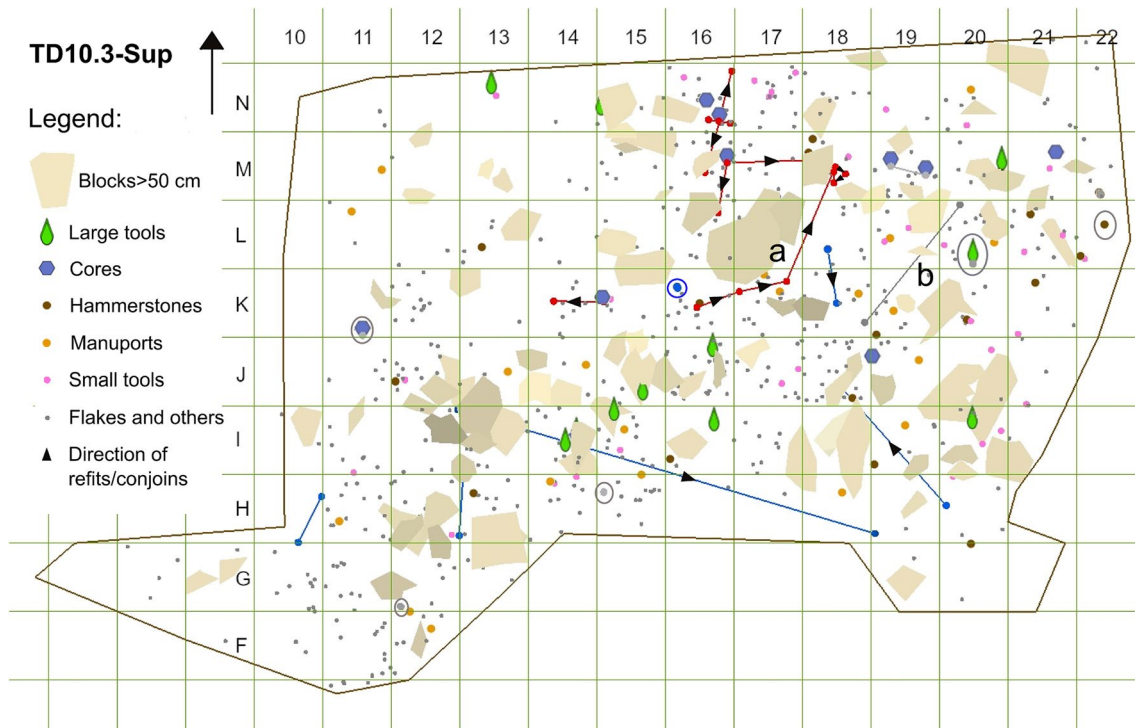 TD10.3-Sup
10 11 12 13 14 15 16 17 18 19 20 21 22
N
M
L
K
J
I
H
G
F
a
b
Legend:
Blocks>50 cm
Large tools
Cores
Hammerstones
Manuports
Small tools
Flakes and others
Direction of
refits/conjoins